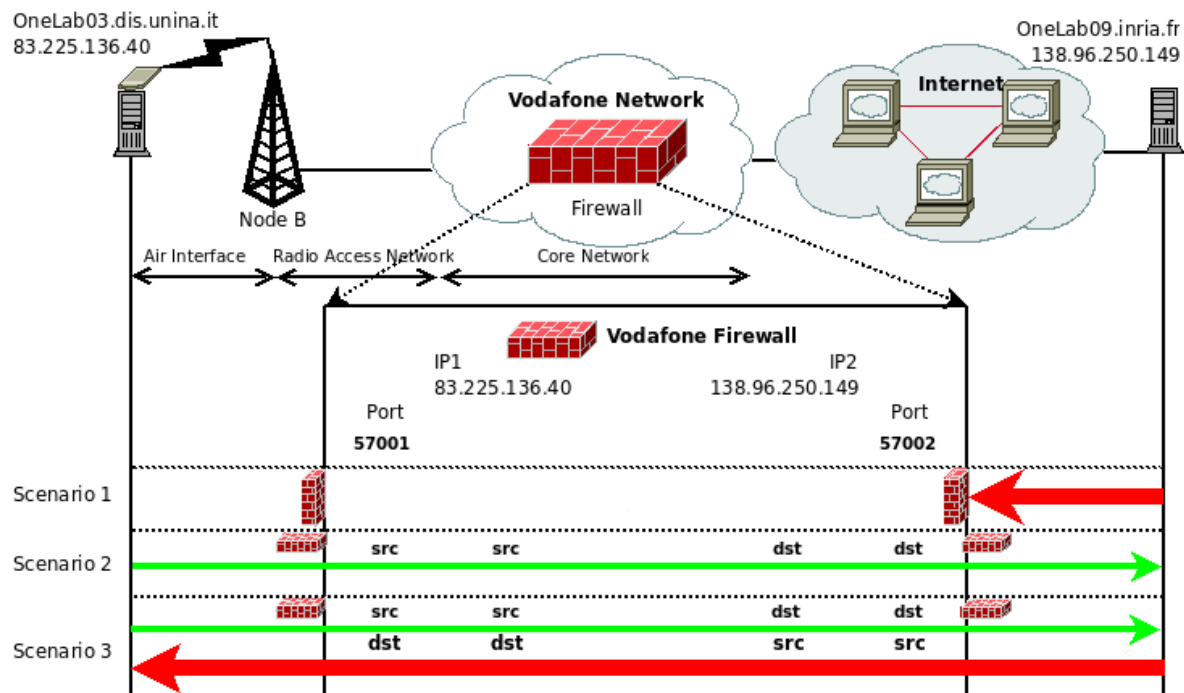 OneLab03.dis.unina.it
83.225.136.40
OneLab09.inria.fr
138.96.250.149
Vodafone Network
Internet
Firewall
Node B
Air Interface
Radio Access Network
Core Network
Vodafone Firewall
IP1
IP2
83.225.136.40
138.96.250.149
Port
Port
57001
57002
Scenario 1
Scenario 2
src src dst dst
Scenario 3
src src dst dst
dst dst src src